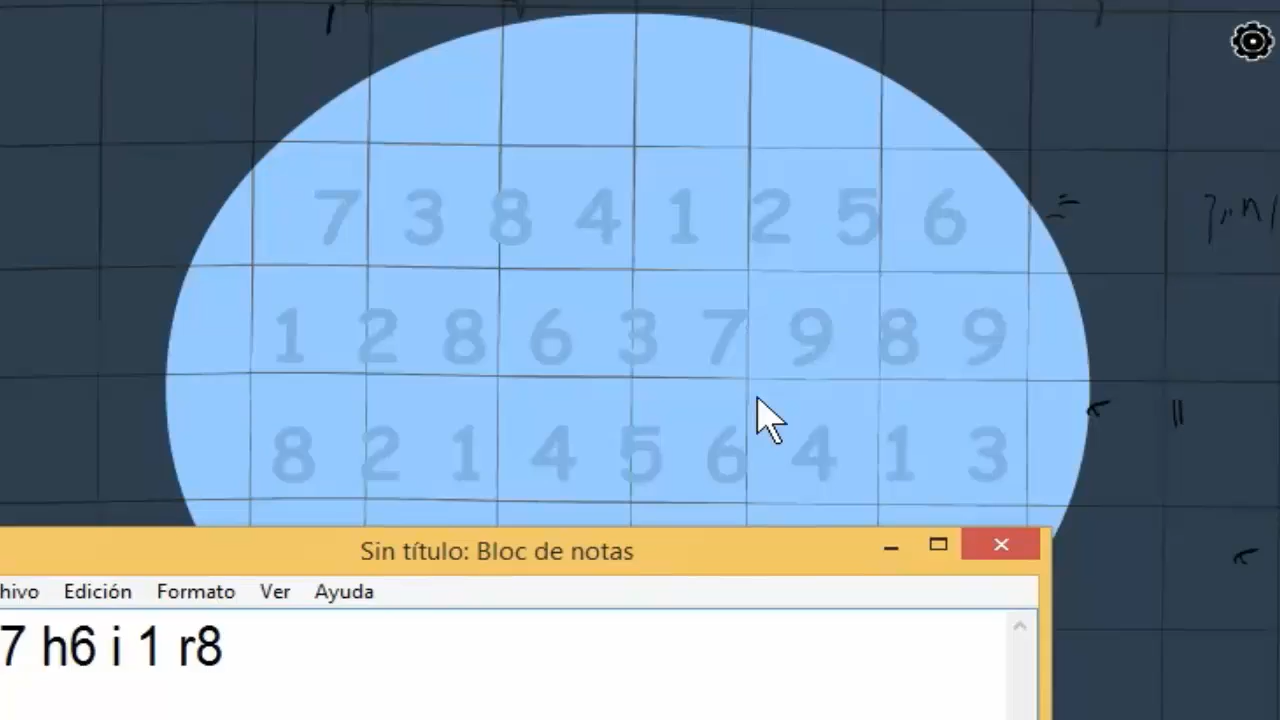 7 3 8 4 1 2 5 6
1 2 8 6 3 7 9 8 9
8 2 1 4 5 6 4 1 3
Sin título: Bloc de notas
hivo Edición Formato Ver Ayuda
7 h6 i 1 r8